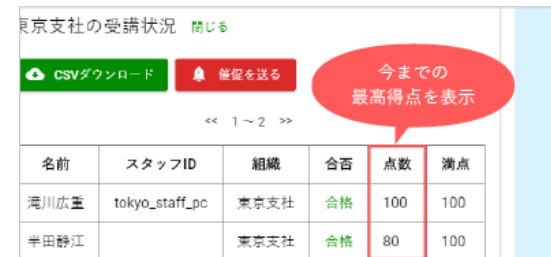 東京支社の受講状況 閉じる
CSVダウンロード 催促を送る
今までの
最高得点を表示
<< 1～2 >>
名前 スタッフID 組織 合否 点数 満点
滝川広重 tokyo_staff_pc 東京支社 合格 100 100
半田静江 東京支社 合格 80 100